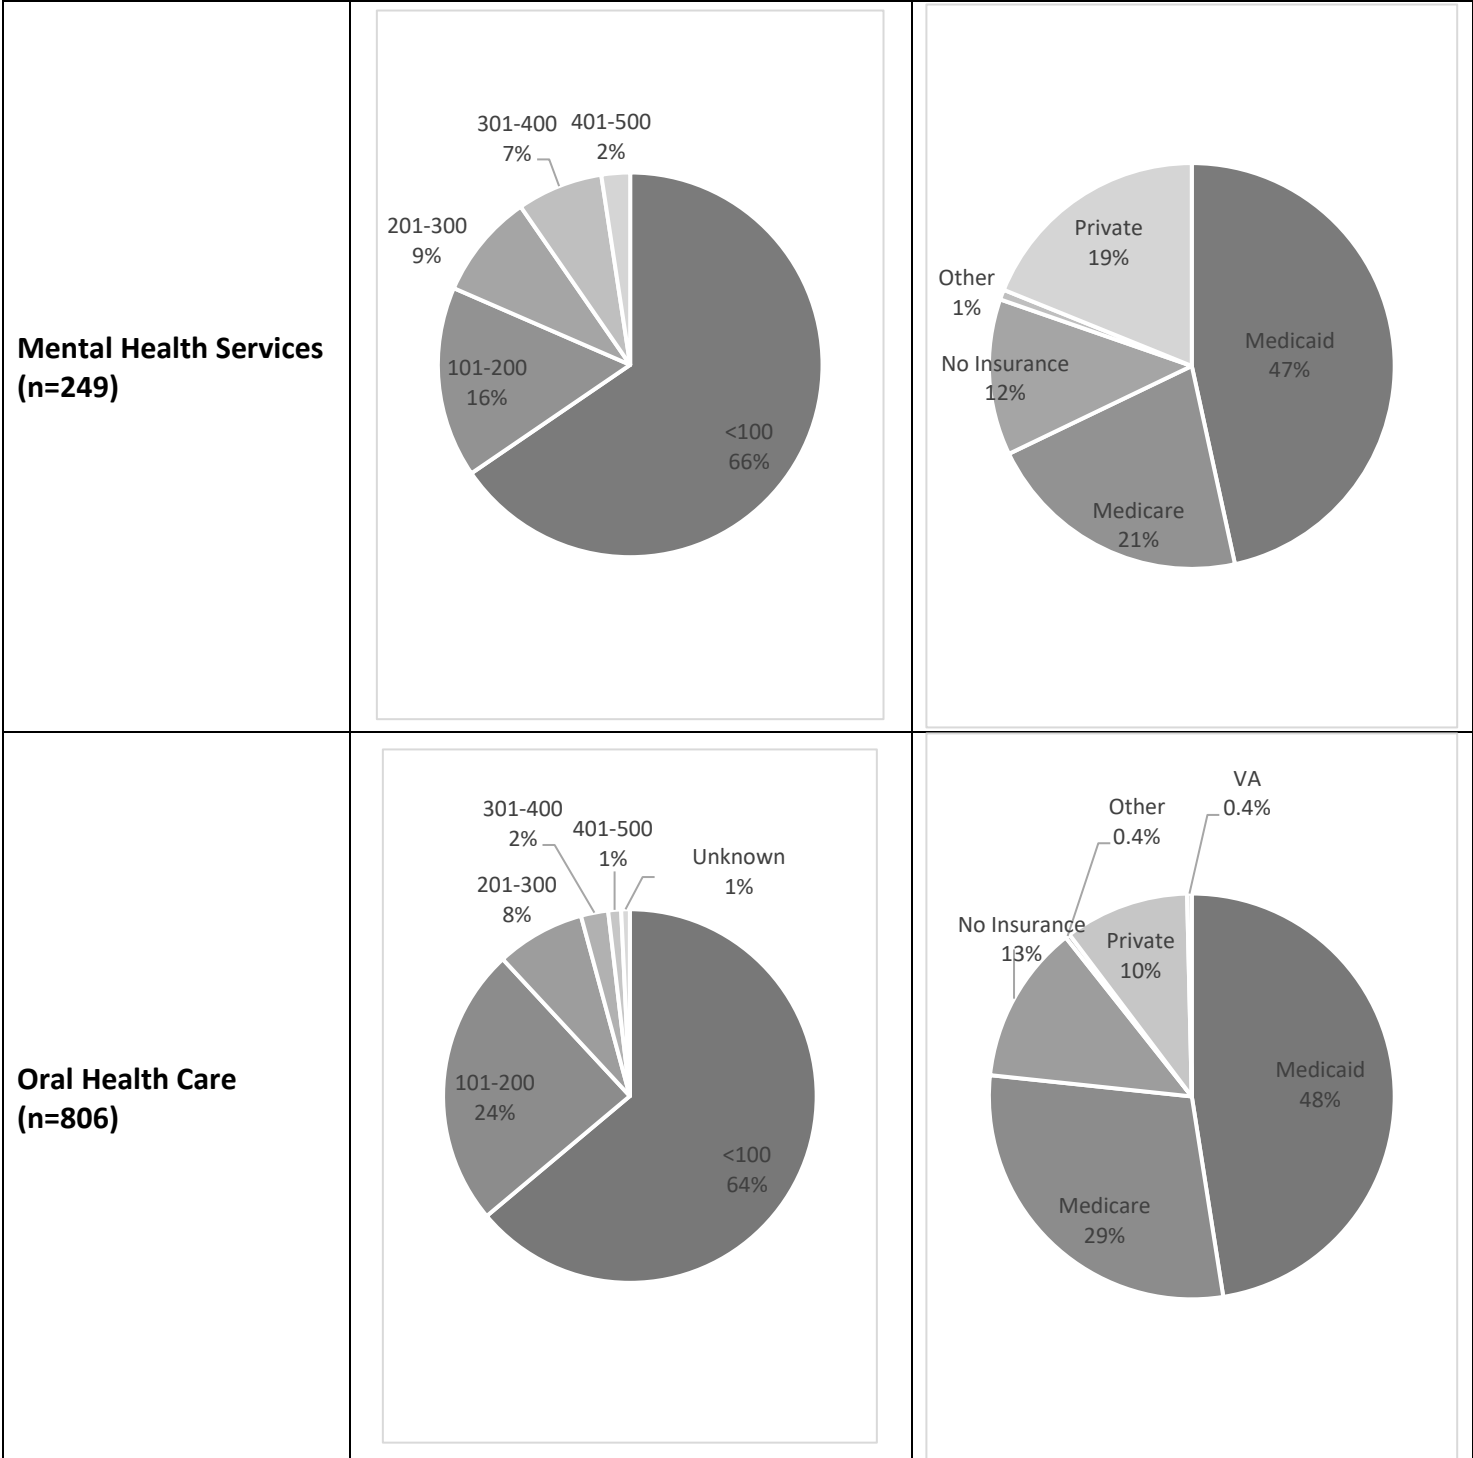 Mental Health Services
(n=249)
301-400
7%
401-500
2%
201-300
9%
101-200
16%
<100
66%
Private
19%
Other
1%
No Insurance
12%
Medicaid
47%
Medicare
21%
Oral Health Care
(n=806)
301-400
2%
401-500
1%
Unknown
1%
201-300
8%
101-200
24%
<100
64%
VA
0.4%
Other
0.4%
No Insurance
13%
Private
10%
Medicaid
48%
Medicare
29%